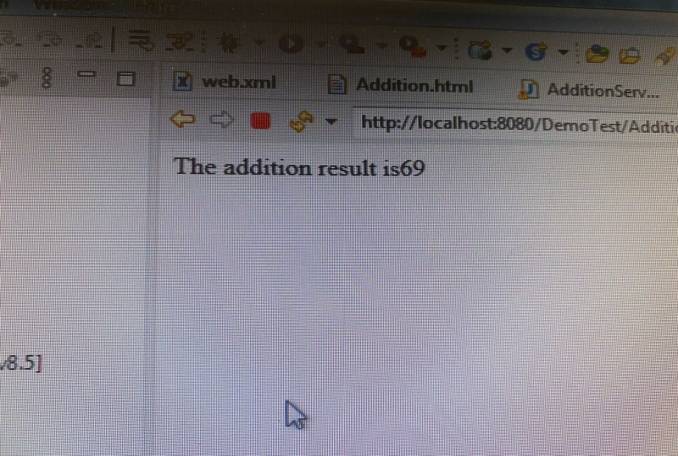 web.xml Addition.html AdditionServ...
http://localhost:8080/DemoTest/Additi
The addition result is69
v8.5]